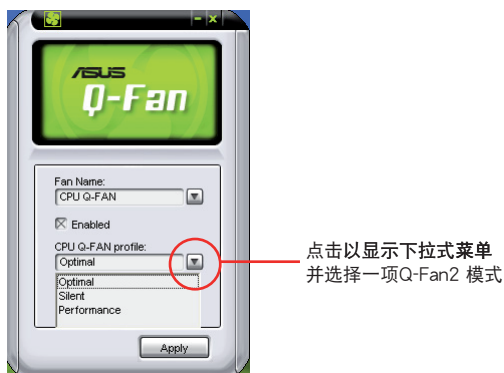 ASUS
Q-Fan
Fan Name:
CPU Q-FAN
Enabled
CPU Q-FAN profile:
Optimal
Optimal
Silent
Performance
Apply
点击以显示下拉式菜单
并选择一项Q-Fan2 模式